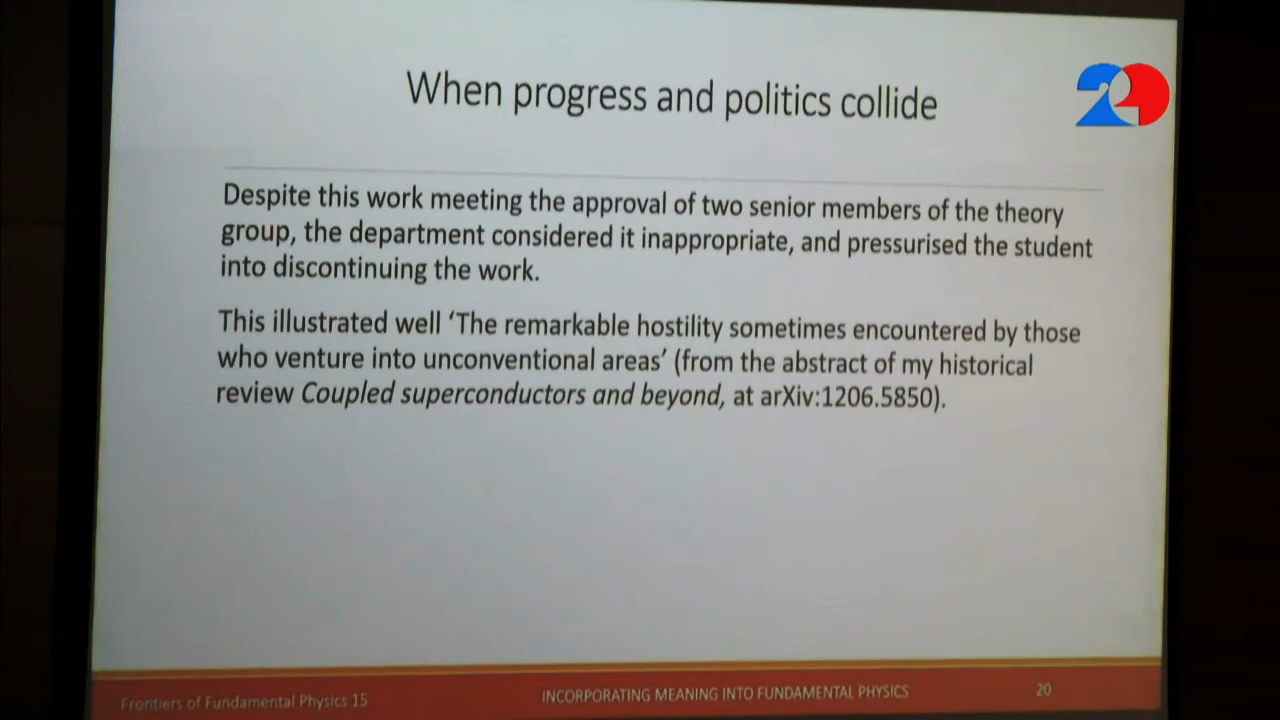 When progress and politics collide
20
Despite this work meeting the approval of two senior members of the theory
group, the department considered it inappropriate, and pressurised the student
into discontinuing the work.
This illustrated well ‘The remarkable hostility sometimes encountered by those
who venture into unconventional areas’ (from the abstract of my historical
review Coupled superconductors and beyond, at arXiv:1206.5850).
Frontiers of Fundamental Physics 15
INCORPORATING MEANING INTO FUNDAMENTAL PHYSICS
20